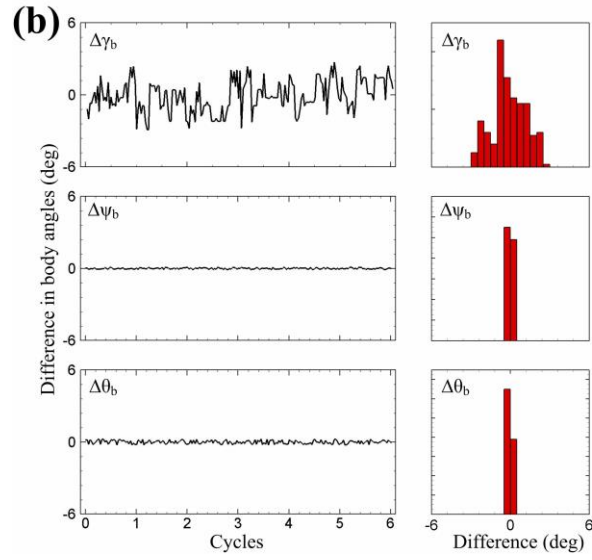 (b)
Difference in body angles (deg)
6
Δγb
0
-6
Δγb
6
Δψb
0
-6
Δψb
6
Δθb
0
-6
0 1 2 3 4 5 6
Cycles
Δθb
-6 0 6
Difference (deg)